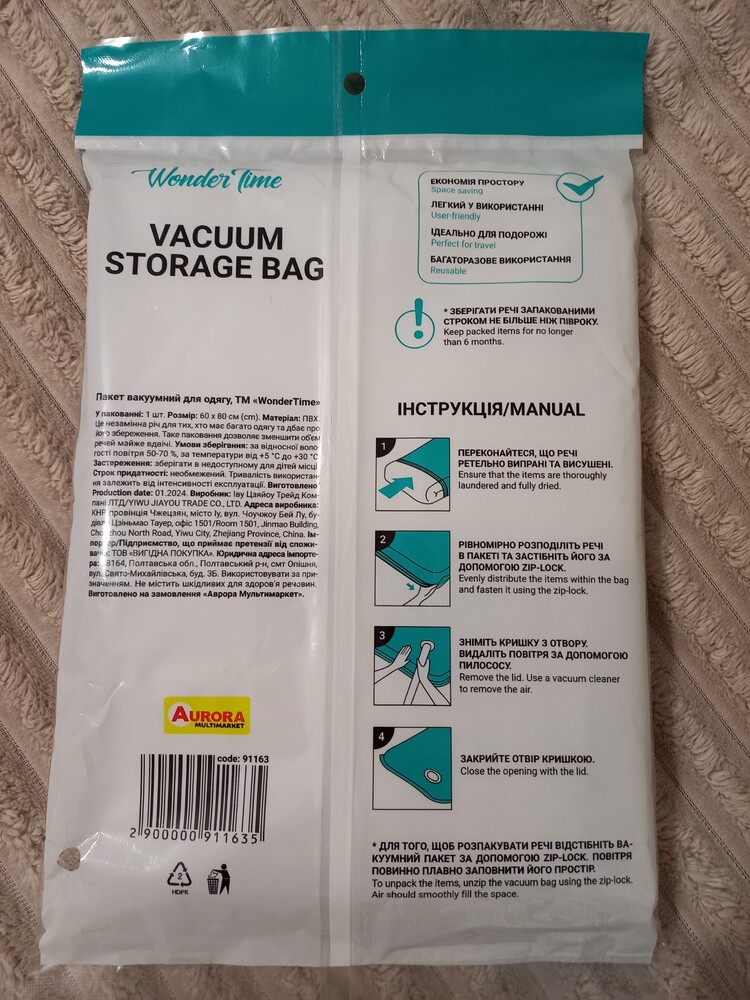 Wonder Time
VACUUM
STORAGE BAG
Пакет вакуумний для одягу, ТМ «WonderTime»
У пакованні: 1 шт. Розмір: 60 х 80 см (cm). Матеріал: ПВХ.
Це незамінна річ для тих, хто має багато одягу та дбає про
його збереження. Таке паковання дозволяє зменшити об'єм
речей майже вдвічі. Умови зберігання: за відносної воло-
гості повітря 50-70 %, за температури від +5 °C до +30 °C
Застереження: зберігати в недоступному для дітей місці
Строк придатності: необмежений. Тривалість використан-
ня залежить від інтенсивності експлуатації. Виготовлено/
Production date: 01.2024. Виробник: Іву Цзяйоу Трейд Ком-
пані ЛТД/YIWU JIAYOU TRADE CO., LTD. Адреса виробника:
КНР, провінція Чжецзян, місто Іу, вул. Чоучжоу Бей Лу, бу-
дівля Цзіньмао Тауер, офіс 1501/Room 1501, Jinmao Building,
Chouzhou North Road, Yiwu City, Zhejiang Province, China. Ім-
портер/Підприємство, що приймає претензії від спожи-
вачів: ТОВ «ВИГІДНА ПОКУПКА». Юридична адреса імпорте-
ра: 38164, Полтавська обл., Полтавський р-н, смт Опішня,
вул. Свято-Михайлівська, буд. 3Б. Використовувати за при-
значенням. Не містить шкідливих для здоров'я речовин.
Виготовлено на замовлення «Аврора Мультимаркет».
AURORA
MULTIMARKET
code: 91163
2 900000 911635
2
HDPE
ЕКОНОМІЯ ПРОСТОРУ
Space saving
ЛЕГКИЙ У ВИКОРИСТАННІ
User-friendly
ІДЕАЛЬНО ДЛЯ ПОДОРОЖІ
Perfect for travel
БАГАТОРАЗОВЕ ВИКОРИСТАННЯ
Reusable
* ЗБЕРІГАТИ РЕЧІ ЗАПАКОВАНИМИ
СТРОКОМ НЕ БІЛЬШЕ НІЖ ПІВРОКУ.
Keep packed items for no longer
than 6 months.
ІНСТРУКЦІЯ/MANUAL
1
ПЕРЕКОНАЙТЕСЯ, ЩО РЕЧІ
РЕТЕЛЬНО ВИПРАНІ ТА ВИСУШЕНІ.
Ensure that the items are thoroughly
laundered and fully dried.
2
РІВНОМІРНО РОЗПОДІЛІТЬ РЕЧІ
В ПАКЕТІ ТА ЗАСТІБНІТЬ ЙОГО ЗА
ДОПОМОГОЮ ZIP-LOCK.
Evenly distribute the items within the bag
and fasten it using the zip-lock.
3
ЗНІМІТЬ КРИШКУ З ОТВОРУ.
ВИДАЛІТЬ ПОВІТРЯ ЗА ДОПОМОГОЮ
ПИЛОСОСУ.
Remove the lid. Use a vacuum cleaner
to remove the air.
4
ЗАКРИЙТЕ ОТВІР КРИШКОЮ.
Close the opening with the lid.
* ДЛЯ ТОГО, ЩОБ РОЗПАКУВАТИ РЕЧІ ВІДСТІБНІТЬ ВА-
КУУМНИЙ ПАКЕТ ЗА ДОПОМОГОЮ ZIP-LOCK. ПОВІТРЯ
ПОВИННО ПЛАВНО ЗАПОВНИТИ ЙОГО ПРОСТІР.
To unpack the items, unzip the vacuum bag using the zip-lock.
Air should smoothly fill the space.